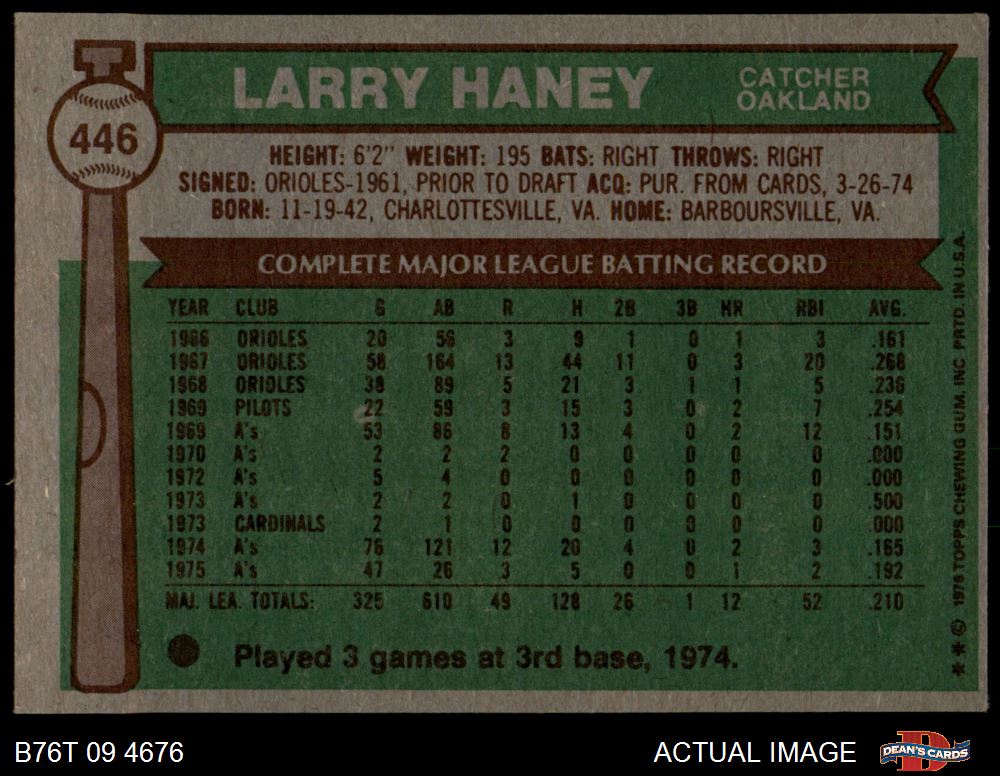 LARRY HANEY CATCHER
OAKLAND
446
HEIGHT: 6'2" WEIGHT: 195 BATS: RIGHT THROWS: RIGHT
SIGNED: ORIOLES-1961, PRIOR TO DRAFT ACQ: PUR. FROM CARDS, 3-26-74
BORN: 11-19-42, CHARLOTTESVILLE, VA. HOME: BARBOURSVILLE, VA.
COMPLETE MAJOR LEAGUE BATTING RECORD
YEAR CLUB G AB R H 2B 3B HR RBI AVG.
1966 ORIOLES 20 56 3 9 1 0 1 3 .161
1967 ORIOLES 58 164 13 44 11 0 3 20 .268
1968 ORIOLES 38 89 5 21 3 1 1 5 .236
1969 PILOTS 22 59 3 15 3 0 2 7 .254
1969 A's 53 86 8 13 4 0 2 12 .151
1970 A's 2 2 2 0 0 0 0 0 .000
1972 A's 5 4 0 0 0 0 0 0 .000
1973 A's 2 2 0 1 0 0 0 0 .500
1973 CARDINALS 2 1 0 0 0 0 0 0 .000
1974 A's 76 121 12 20 4 0 2 3 .165
1975 A's 47 26 3 5 0 0 1 2 .192
MAJ. LEA. TOTALS: 325 610 49 128 26 1 12 52 .210
Played 3 games at 3rd base, 1974.
** © 1976 TOPPS CHEWING GUM, INC PRTD. IN U.S.A.
B76T 09 4676 ACTUAL IMAGE D DEAN'S CARDS